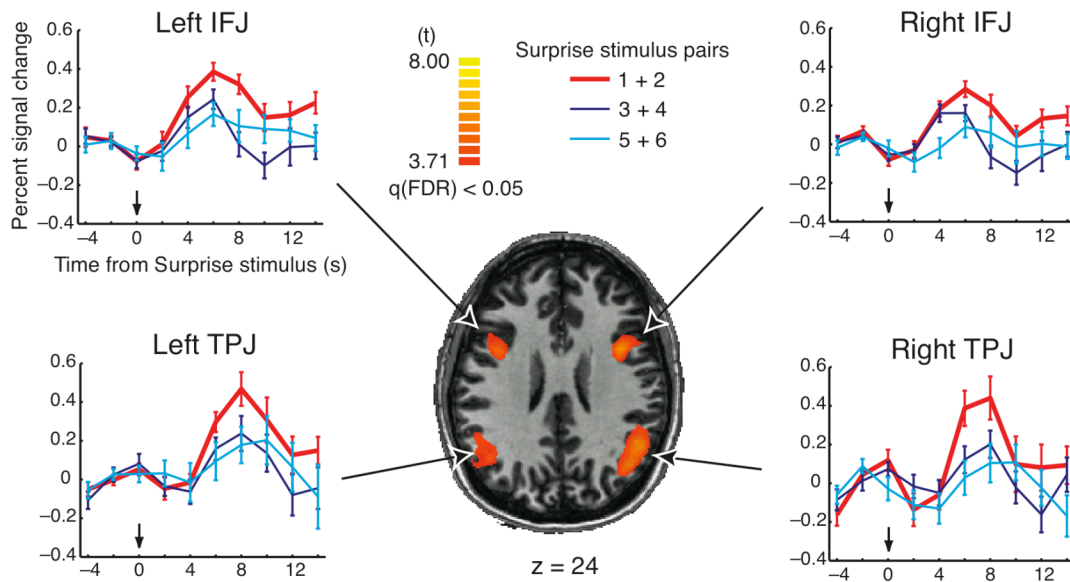 Left IFJ
Percent signal change
0.6
0.4
0.2
0
−0.2
−0.4
−4 0 4 8 12
Time from Surprise stimulus (s)
(t)
8.00
3.71
q(FDR) < 0.05
Surprise stimulus pairs
1 + 2
3 + 4
5 + 6
Right IFJ
0.6
0.4
0.2
0
−0.2
−0.4
−4 0 4 8 12
Left TPJ
0.6
0.4
0.2
0
−0.2
−0.4
−4 0 4 8 12
z = 24
Right TPJ
0.6
0.4
0.2
0
−0.2
−0.4
−4 0 4 8 12